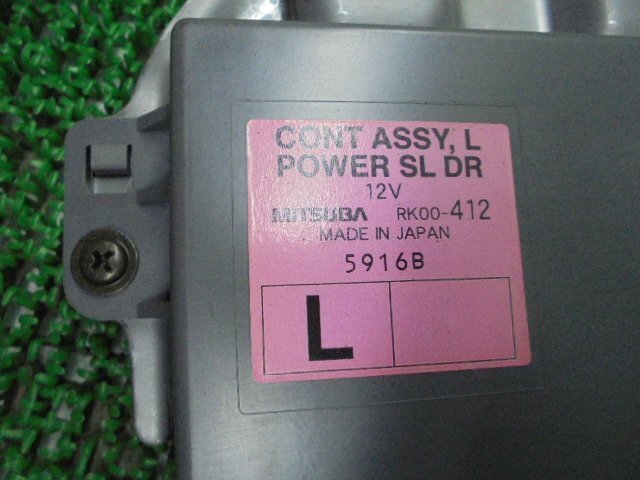 CONT ASSY, L
POWER SL DR
12V
MITSUBA RK00-412
MADE IN JAPAN
5916B
L